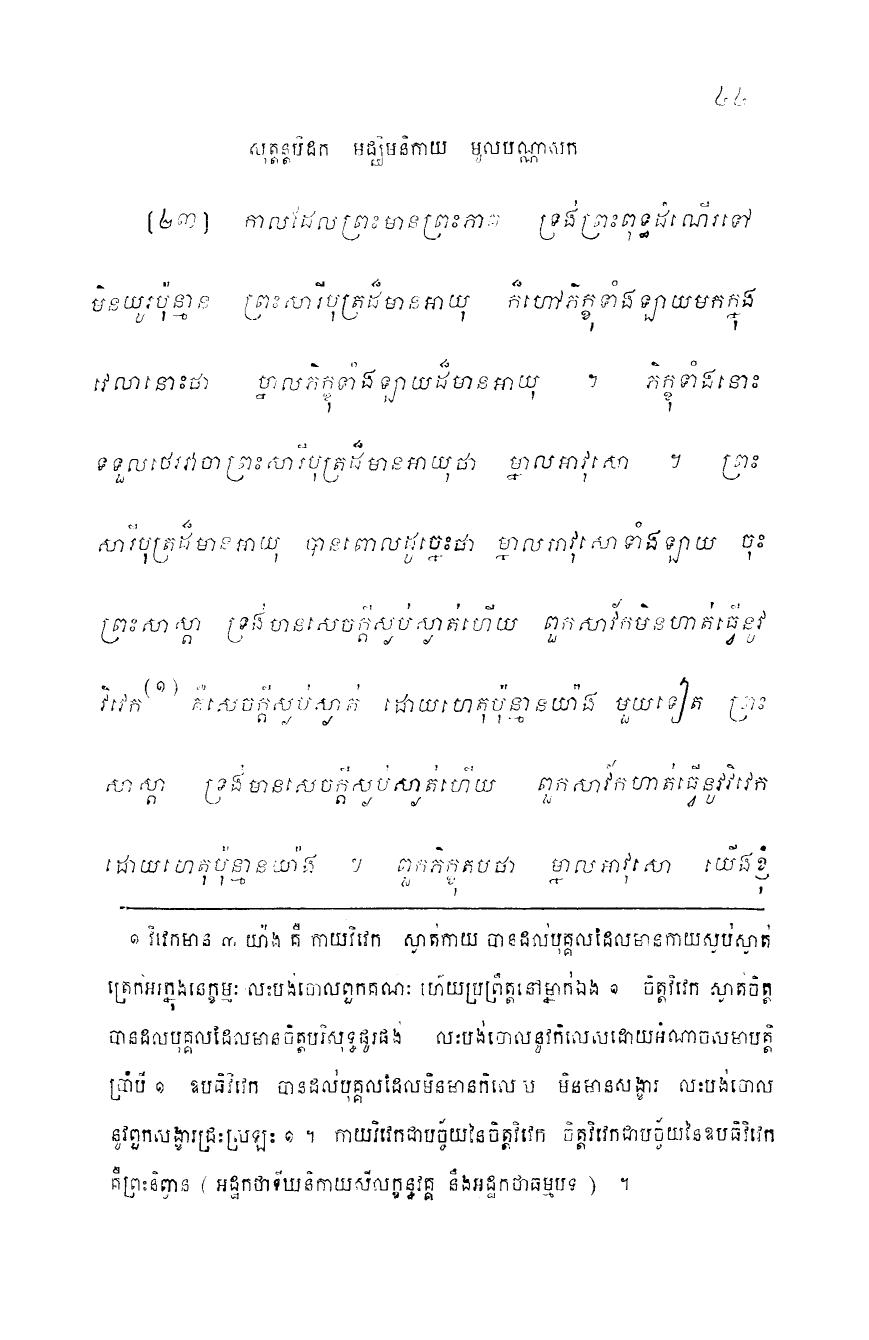 ៤៤
សុត្តន្តបិដក មជ្ឈិមនិកាយ មូលបណ្ណាសក
[២៣] កាលដែលព្រះមានព្រះភាគ ទ្រង់ព្រះពុទ្ធដំណើរទៅ
មិនយូរប៉ុន្មាន ព្រះសារីបុត្រដ៏មានអាយុ ក៏ហៅភិក្ខុទាំងឡាយមកក្នុង
វេលានោះថា ម្នាលភិក្ខុទាំងឡាយដ៏មានអាយុ ។ ភិក្ខុទាំងនោះ
ទទួលថេរវាចាព្រះសារីបុត្រដ៏មានអាយុថា ម្នាលអាវុសោ ។ ព្រះ
សារីបុត្រដ៏មានអាយុ បានពោលដូច្នេះថា ម្នាលអាវុសោទាំងឡាយ ចុះ
ព្រះសាស្តា ទ្រង់មានសេចក្តីស្ងប់ស្ងាត់ហើយ ពួកសាវ័កមិនហាត់ធ្វើនូវ
វិវេក(១) គឺសេចក្តីស្ងប់ស្ងាត់ ដោយហេតុប៉ុន្មានយ៉ាង មួយទៀត ព្រះ
សាស្តា ទ្រង់មានសេចក្តីស្ងប់ស្ងាត់ហើយ ពួកសាវ័កហាត់ធ្វើនូវវិវេក
ដោយហេតុប៉ុន្មានយ៉ាង ។ ពួកភិក្ខុតបថា ម្នាលអាវុសោ យើងខ្ញុំ
១ វិវេកមាន ៣ យ៉ាង គឺ កាយវិវេក ស្ងាត់កាយ បានដល់បុគ្គលដែលមានកាយស្ងប់ស្ងាត់
ត្រេកអរក្នុងនេក្ខម្មៈ លះបង់ចោលពួកគណៈ ហើយប្រព្រឹត្តនៅម្នាក់ឯង ១ ចិត្តវិវេក ស្ងាត់ចិត្ត
បានដល់បុគ្គលដែលមានចិត្តបរិសុទ្ធផូរផង់ លះបង់ចោលនូវកិលេសដោយអំណាចសមាបត្តិ
ប្រាំបី ១ ឧបធិវិវេក បានដល់បុគ្គលដែលមិនមានកិលេស មិនមានសង្ខារ លះបង់ចោល
នូវពួកសង្ខារជ្រះស្រឡះ ១ ។ កាយវិវេកជាបច្ច័យនៃចិត្តវិវេក ចិត្តវិវេកជាបច្ច័យនៃឧបធិវិវេក
គឺព្រះនិព្វាន ( អដ្ឋកថាទីឃនិកាយសីលក្ខន្ធវគ្គ នឹងអដ្ឋកថាធម្មបទ ) ។